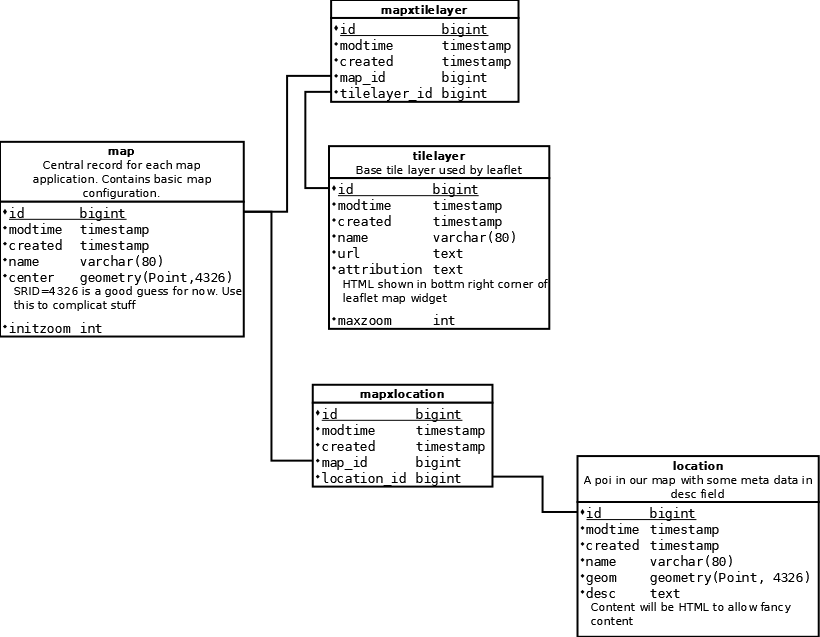 mapxtilelayer
id bigint
modtime timestamp
created timestamp
map_id bigint
tilelayer_id bigint
map
Central record for each map
application. Contains basic map
configuration.
id bigint
modtime timestamp
created timestamp
name varchar(80)
center geometry(Point,4326)
SRID=4326 is a good guess for now. Use
this to complicat stuff
initzoom int
tilelayer
Base tile layer used by leaflet
id bigint
modtime timestamp
created timestamp
name varchar(80)
url text
attribution text
HTML shown in bottm right corner of
leaflet map widget
maxzoom int
mapxlocation
id bigint
modtime timestamp
created timestamp
map_id bigint
location_id bigint
location
A poi in our map with some meta data in
desc field
id bigint
modtime timestamp
created timestamp
name varchar(80)
geom geometry(Point, 4326)
desc text
Content will be HTML to allow fancy
content